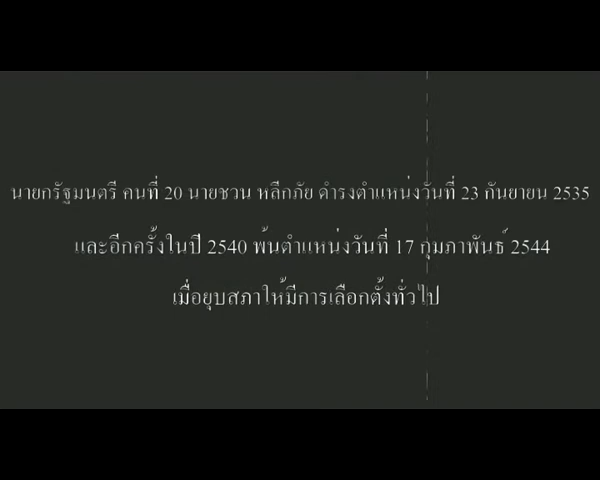 นายกรัฐมนตรี คนที่ 20 นายชวน หลีกภัย ดำรงตำแหน่งวันที่ 23 กันยายน 2535
และอีกครั้งในปี 2540 พ้นตำแหน่งวันที่ 17 กุมภาพันธ์ 2544
เมื่อยุบสภาให้มีการเลือกตั้งทั่วไป